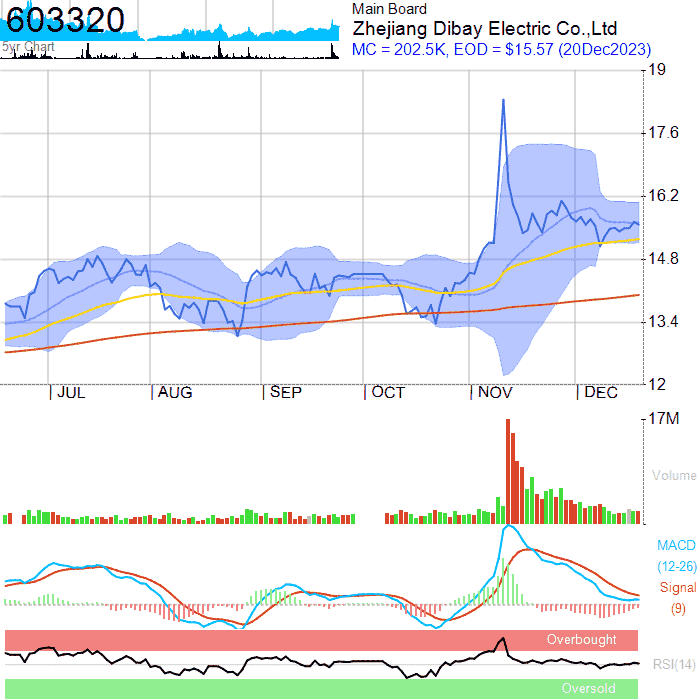 603320
5yr Chart
Main Board
Zhejiang Dibay Electric Co.,Ltd
MC = 202.5K, EOD = $15.57 (20Dec2023)
19
17.6
16.2
14.8
13.4
12
JUL AUG SEP OCT NOV DEC
17M
Volume
MACD
(12-26)
Signal
(9)
Overbought
RSI(14)
Oversold